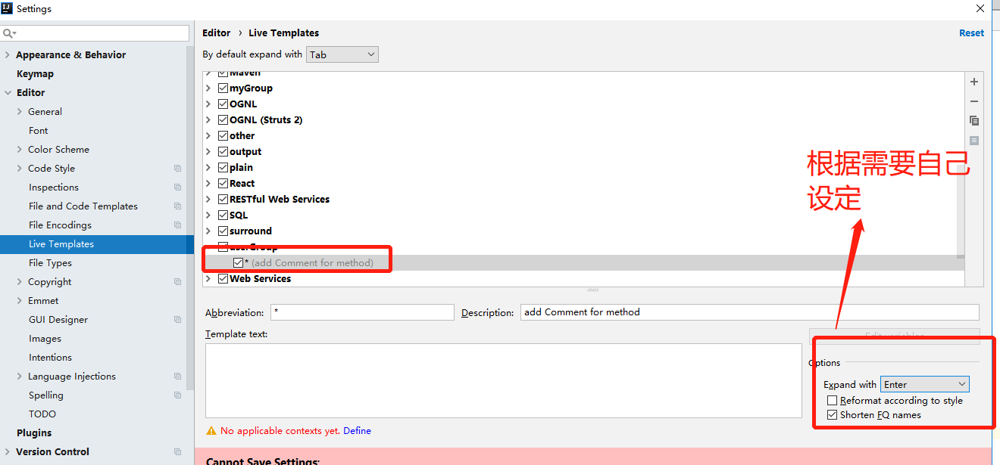 Settings
Appearance & Behavior
Keymap
Editor
General
Font
Color Scheme
Code Style
Inspections
File and Code Templates
File Encodings
Live Templates
File Types
Copyright
Emmet
GUI Designer
Images
Intentions
Language Injections
Spelling
TODO
Plugins
Version Control
Editor › Live Templates
Reset
By default expand with Tab
Maven
myGroup
OGNL
OGNL (Struts 2)
other
output
plain
React
RESTful Web Services
SQL
surround
userGroup
* (add Comment for method)
Web Services
根据需要自己
设定
Abbreviation: *
Description: add Comment for method
Template text:
Edit variables
Options
Expand with Enter
Reformat according to style
Shorten FQ names
No applicable contexts yet. Define
Cannot Save Settings: